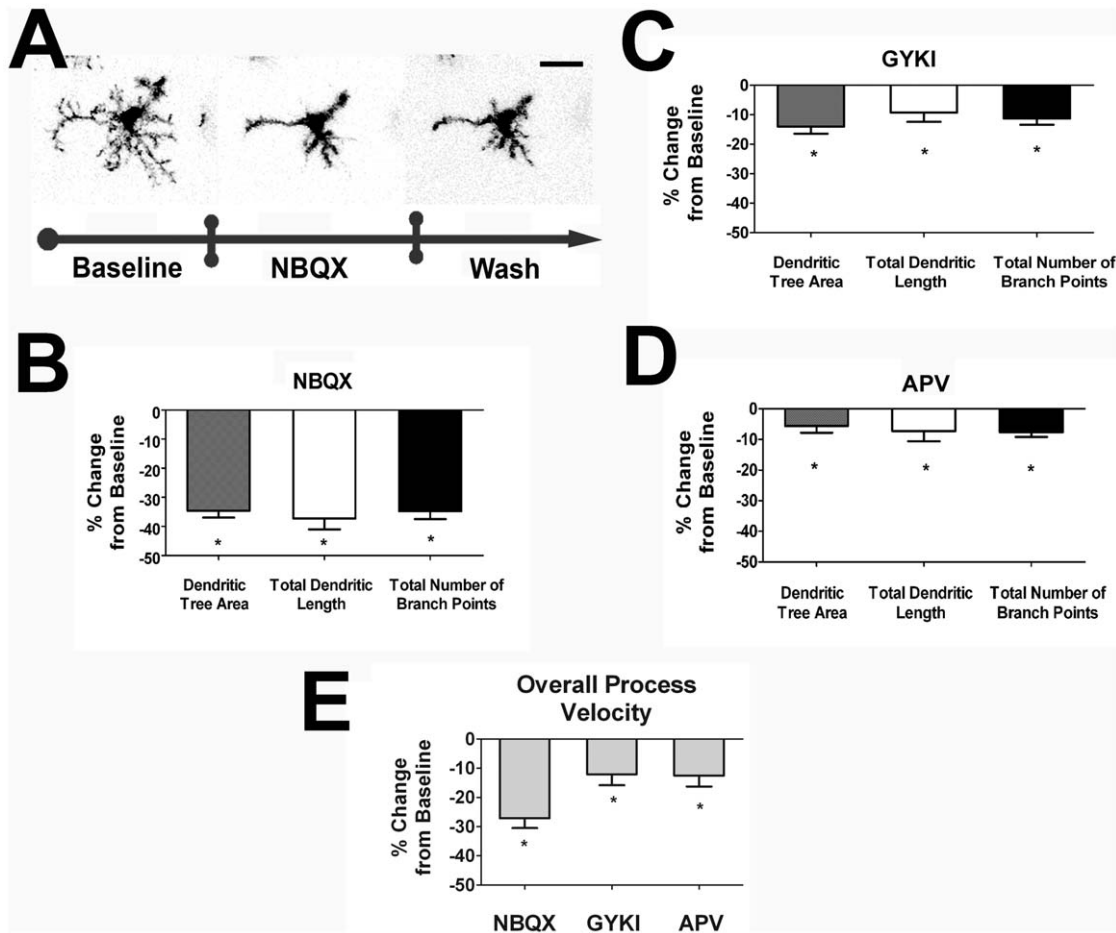 A
Baseline
NBQX
Wash
B
NBQX
% Change
from Baseline
0
-10
-20
-30
-40
-50
*
*
*
Dendritic
Tree Area
Total Dendritic
Length
Total Number of
Branch Points
C
GYKI
% Change
from Baseline
0
-10
-20
-30
-40
-50
*
*
*
Dendritic
Tree Area
Total Dendritic
Length
Total Number of
Branch Points
D
APV
% Change
from Baseline
0
-10
-20
-30
-40
-50
*
*
*
Dendritic
Tree Area
Total Dendritic
Length
Total Number of
Branch Points
E
Overall Process
Velocity
% Change
from Baseline
0
-10
-20
-30
-40
-50
*
*
*
NBQX
GYKI
APV